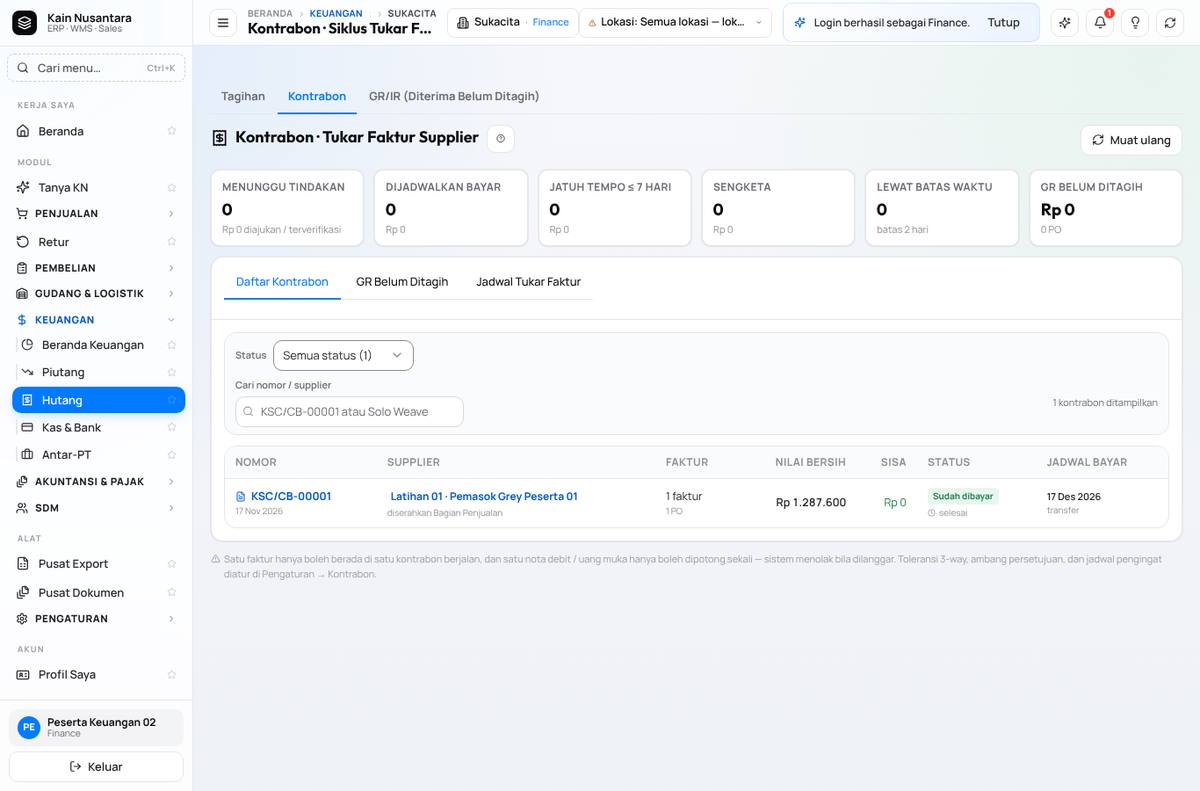 Kain Nusantara
ERP · WMS · Sales
Cari menu... Ctrl+K
KERJA SAYA
Beranda
MODUL
Tanya KN
PENJUALAN
Retur
PEMBELIAN
GUDANG & LOGISTIK
KEUANGAN
Beranda Keuangan
Piutang
Hutang
Kas & Bank
Antar-PT
AKUNTANSI & PAJAK
SDM
ALAT
Pusat Export
Pusat Dokumen
PENGATURAN
AKUN
Profil Saya
PE
Peserta Keuangan 02
Finance
Keluar
BERANDA › KEUANGAN › SUKACITA
Kontrabon · Siklus Tukar F...
Sukacita · Finance
Lokasi: Semua lokasi — lok...
Login berhasil sebagai Finance. Tutup
1
Tagihan Kontrabon GR/IR (Diterima Belum Ditagih)
Kontrabon · Tukar Faktur Supplier
Muat ulang
MENUNGGU TINDAKAN
0
Rp 0 diajukan / terverifikasi
DIJADWALKAN BAYAR
0
Rp 0
JATUH TEMPO ≤ 7 HARI
0
Rp 0
SENGKETA
0
Rp 0
LEWAT BATAS WAKTU
0
batas 2 hari
GR BELUM DITAGIH
Rp 0
0 PO
Daftar Kontrabon GR Belum Ditagih Jadwal Tukar Faktur
Status Semua status (1)
Cari nomor / supplier
KSC/CB-00001 atau Solo Weave
1 kontrabon ditampilkan
NOMOR SUPPLIER FAKTUR NILAI BERSIH SISA STATUS JADWAL BAYAR
KSC/CB-00001 Latihan 01 · Pemasok Grey Peserta 01 1 faktur Rp 1.287.600 Rp 0 Sudah dibayar 17 Des 2026
17 Nov 2026 diserahkan Bagian Penjualan 1 PO selesai transfer
Satu faktur hanya boleh berada di satu kontrabon berjalan, dan satu nota debit / uang muka hanya boleh dipotong sekali — sistem menolak bila dilanggar. Toleransi 3-way, ambang persetujuan, dan jadwal pengingat
diatur di Pengaturan → Kontrabon.